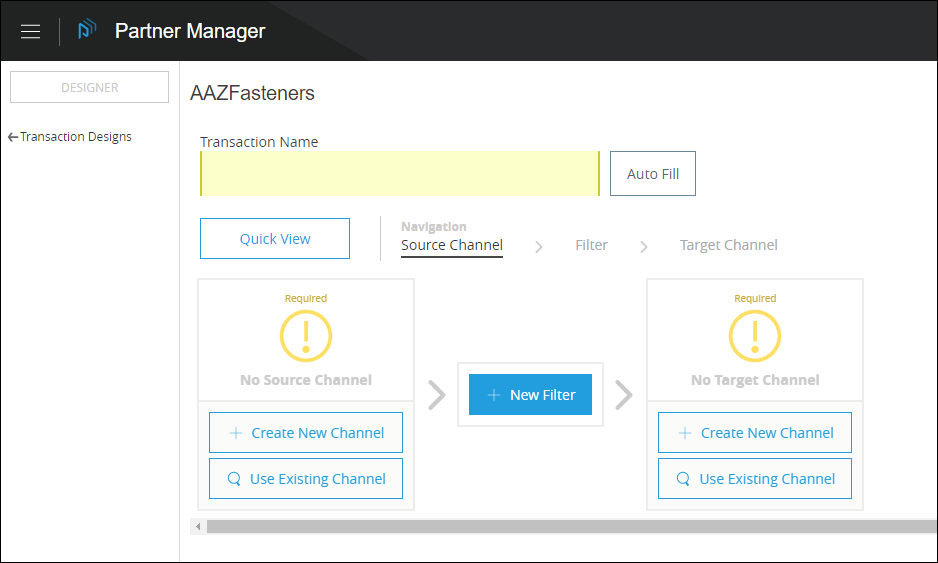 Partner Manager
DESIGNER
Transaction Designs
AAZFasteners
Transaction Name
Auto Fill
Quick View
Navigation
Source Channel
Filter
Target Channel
Required
No Source Channel
Create New Channel
Use Existing Channel
New Filter
Required
No Target Channel
Create New Channel
Use Existing Channel